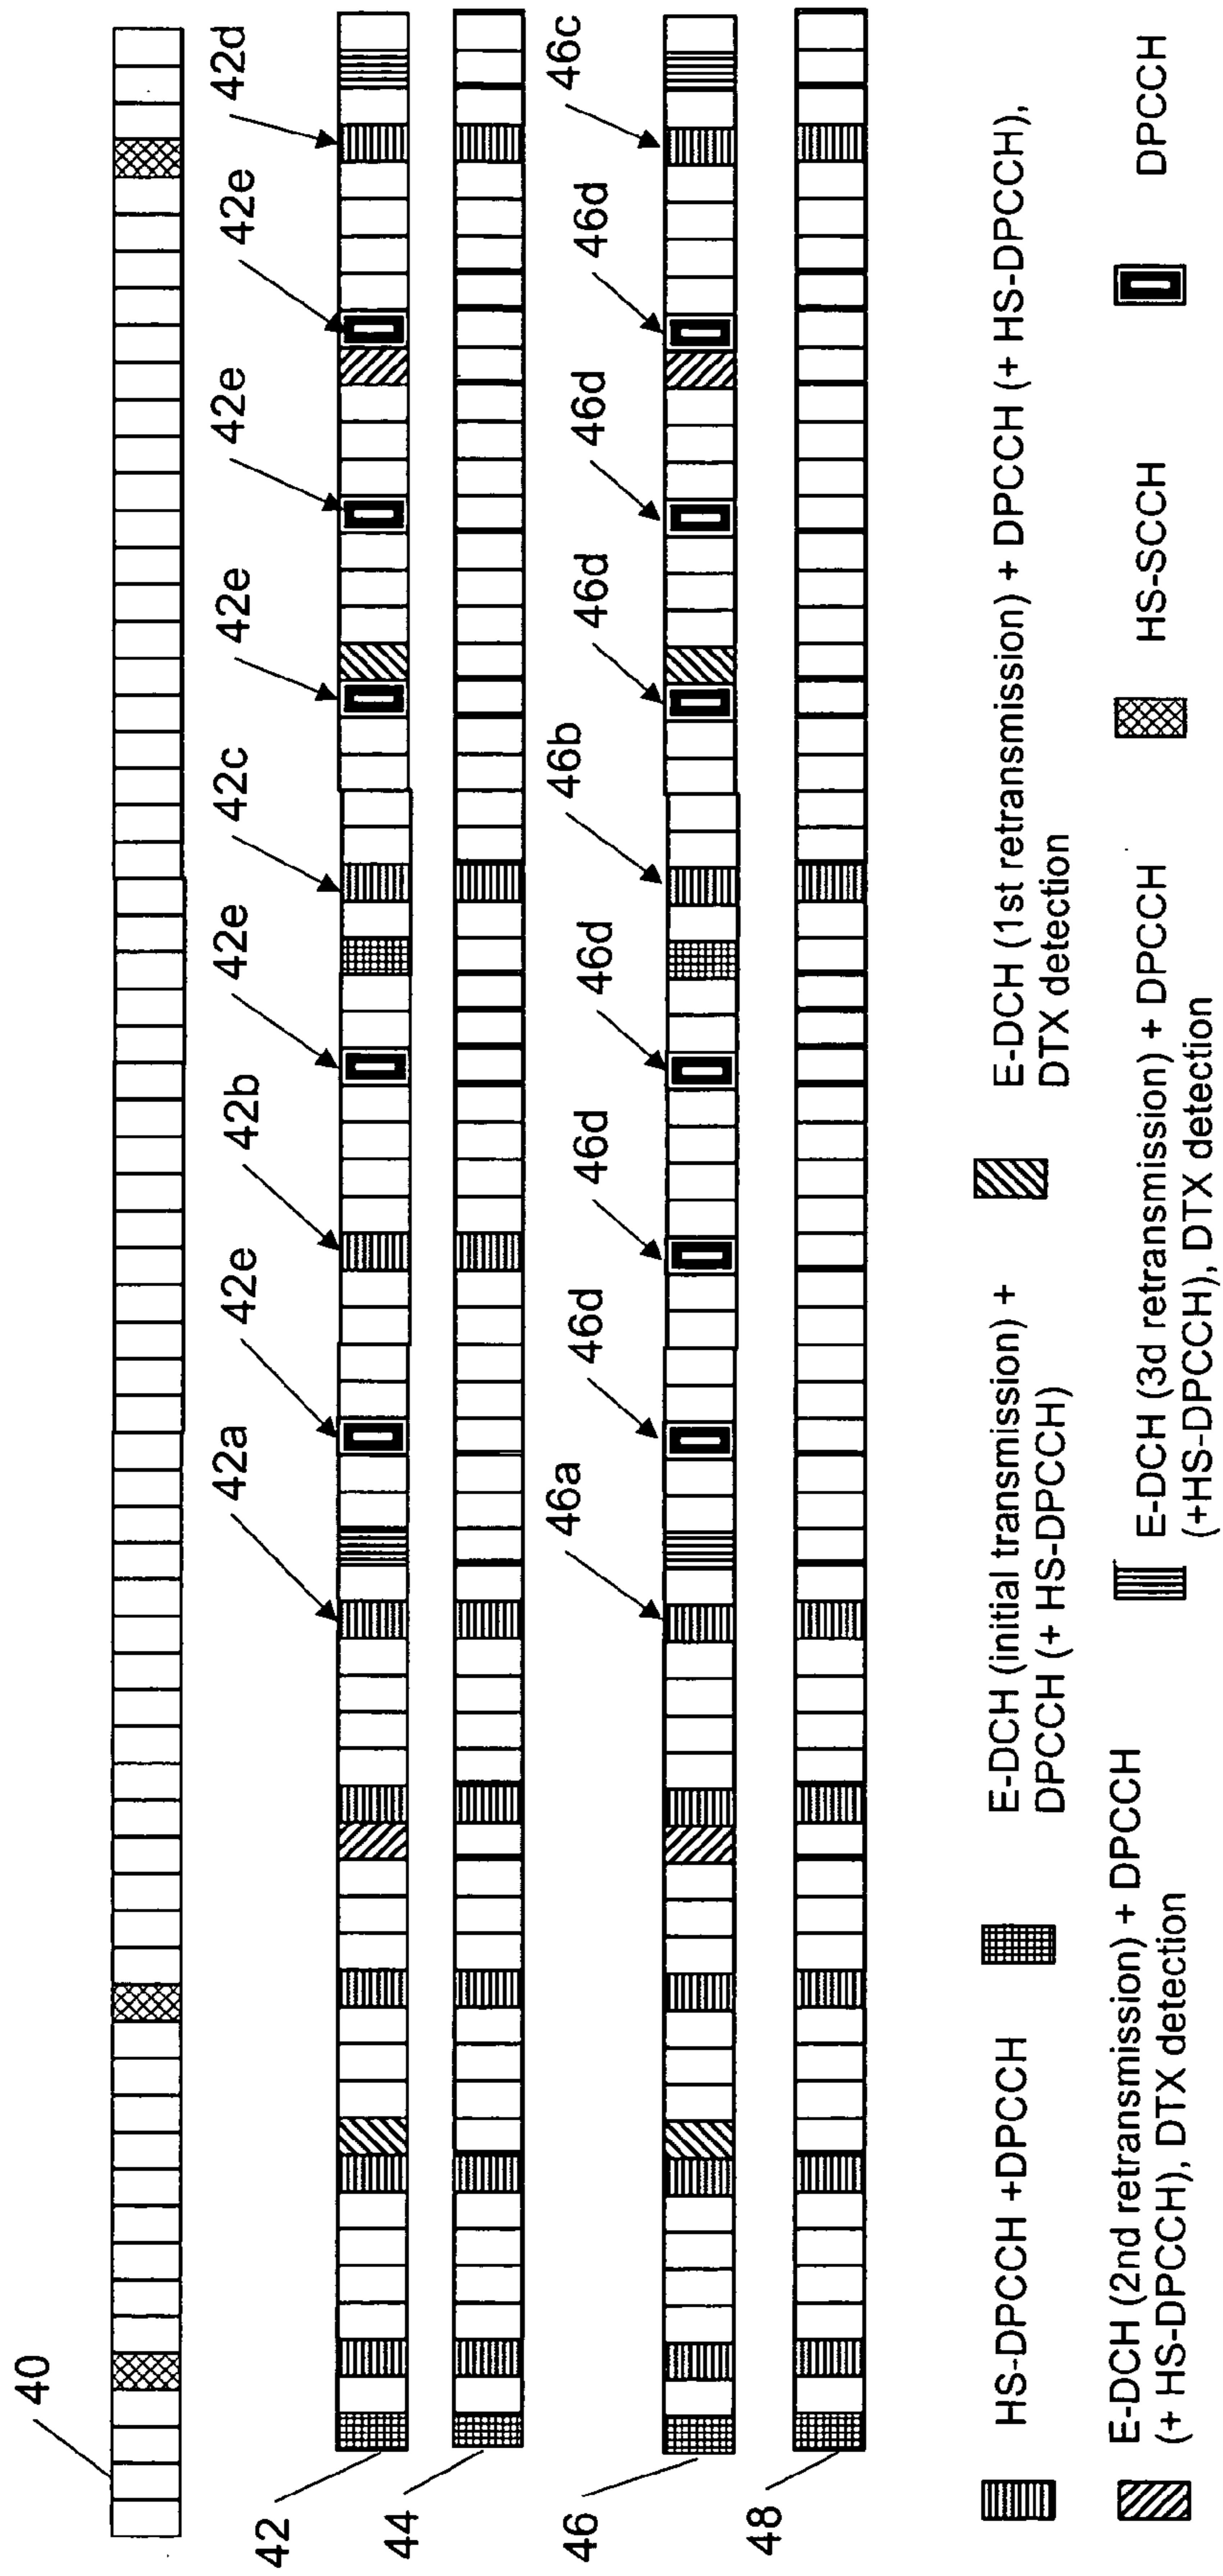 40
42
42a
42e
42b
42e
42c
42e
42e
42e
42d
44
46
46a
46d
46d
46d
46b
46d
46d
46d
46c
48
HS-DPCCH +DPCCH
E-DCH (initial transmission) +
DPCCH (+ HS-DPCCH)
E-DCH (1st retransmission) + DPCCH (+ HS-DPCCH),
DTX detection
E-DCH (2nd retransmission) + DPCCH
(+ HS-DPCCH), DTX detection
E-DCH (3d retransmission) + DPCCH
(+HS-DPCCH), DTX detection
HS-SCCH
DPCCH